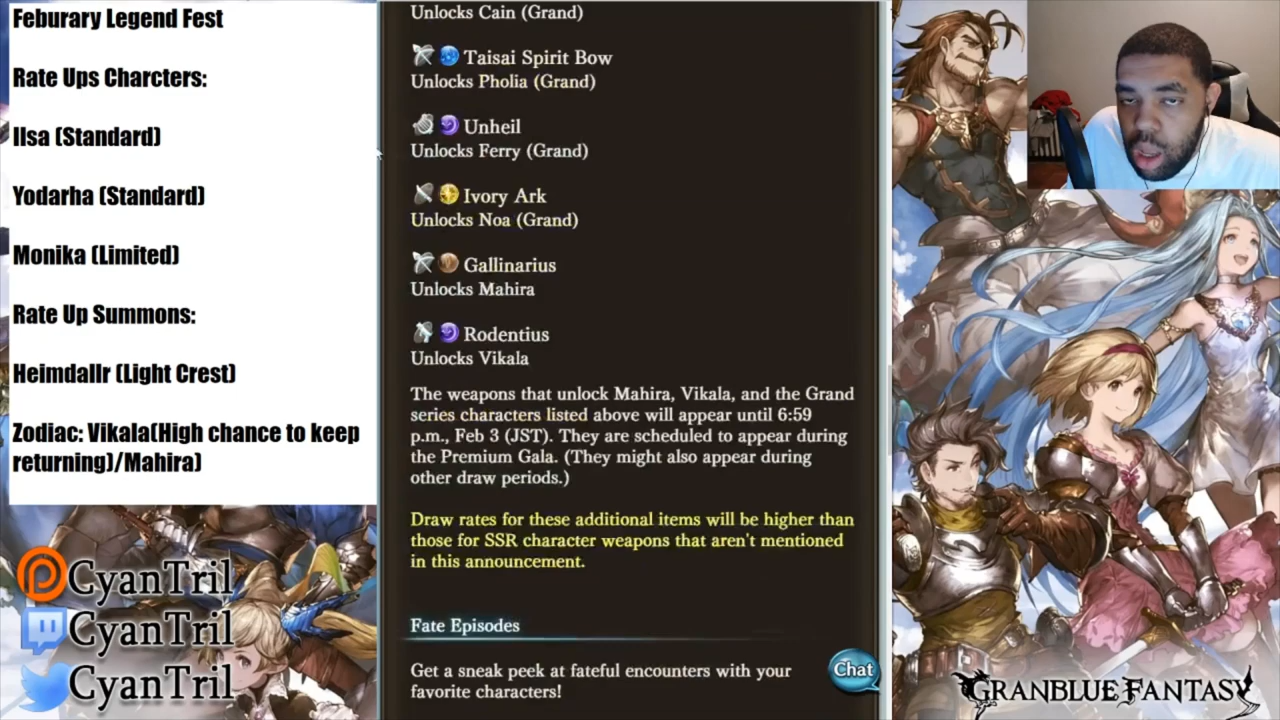 Feburary Legend Fest
Rate Ups Charcters:
Ilsa (Standard)
Yodarha (Standard)
Monika (Limited)
Rate Up Summons:
Heimdallr (Light Crest)
Zodiac: Vikala(High chance to keep
returning)/Mahira)
CyanTril
CyanTril
CyanTril
Unlocks Cain (Grand)
Taisai Spirit Bow
Unlocks Pholia (Grand)
Unheil
Unlocks Ferry (Grand)
Ivory Ark
Unlocks Noa (Grand)
Gallinarius
Unlocks Mahira
Rodentius
Unlocks Vikala
The weapons that unlock Mahira, Vikala, and the Grand
series characters listed above will appear until 6:59
p.m., Feb 3 (JST). They are scheduled to appear during
the Premium Gala. (They might also appear during
other draw periods.)
Draw rates for these additional items will be higher than
those for SSR character weapons that aren't mentioned
in this announcement.
Fate Episodes
Get a sneak peek at fateful encounters with your
favorite characters!
Chat
GRANBLUE FANTASY